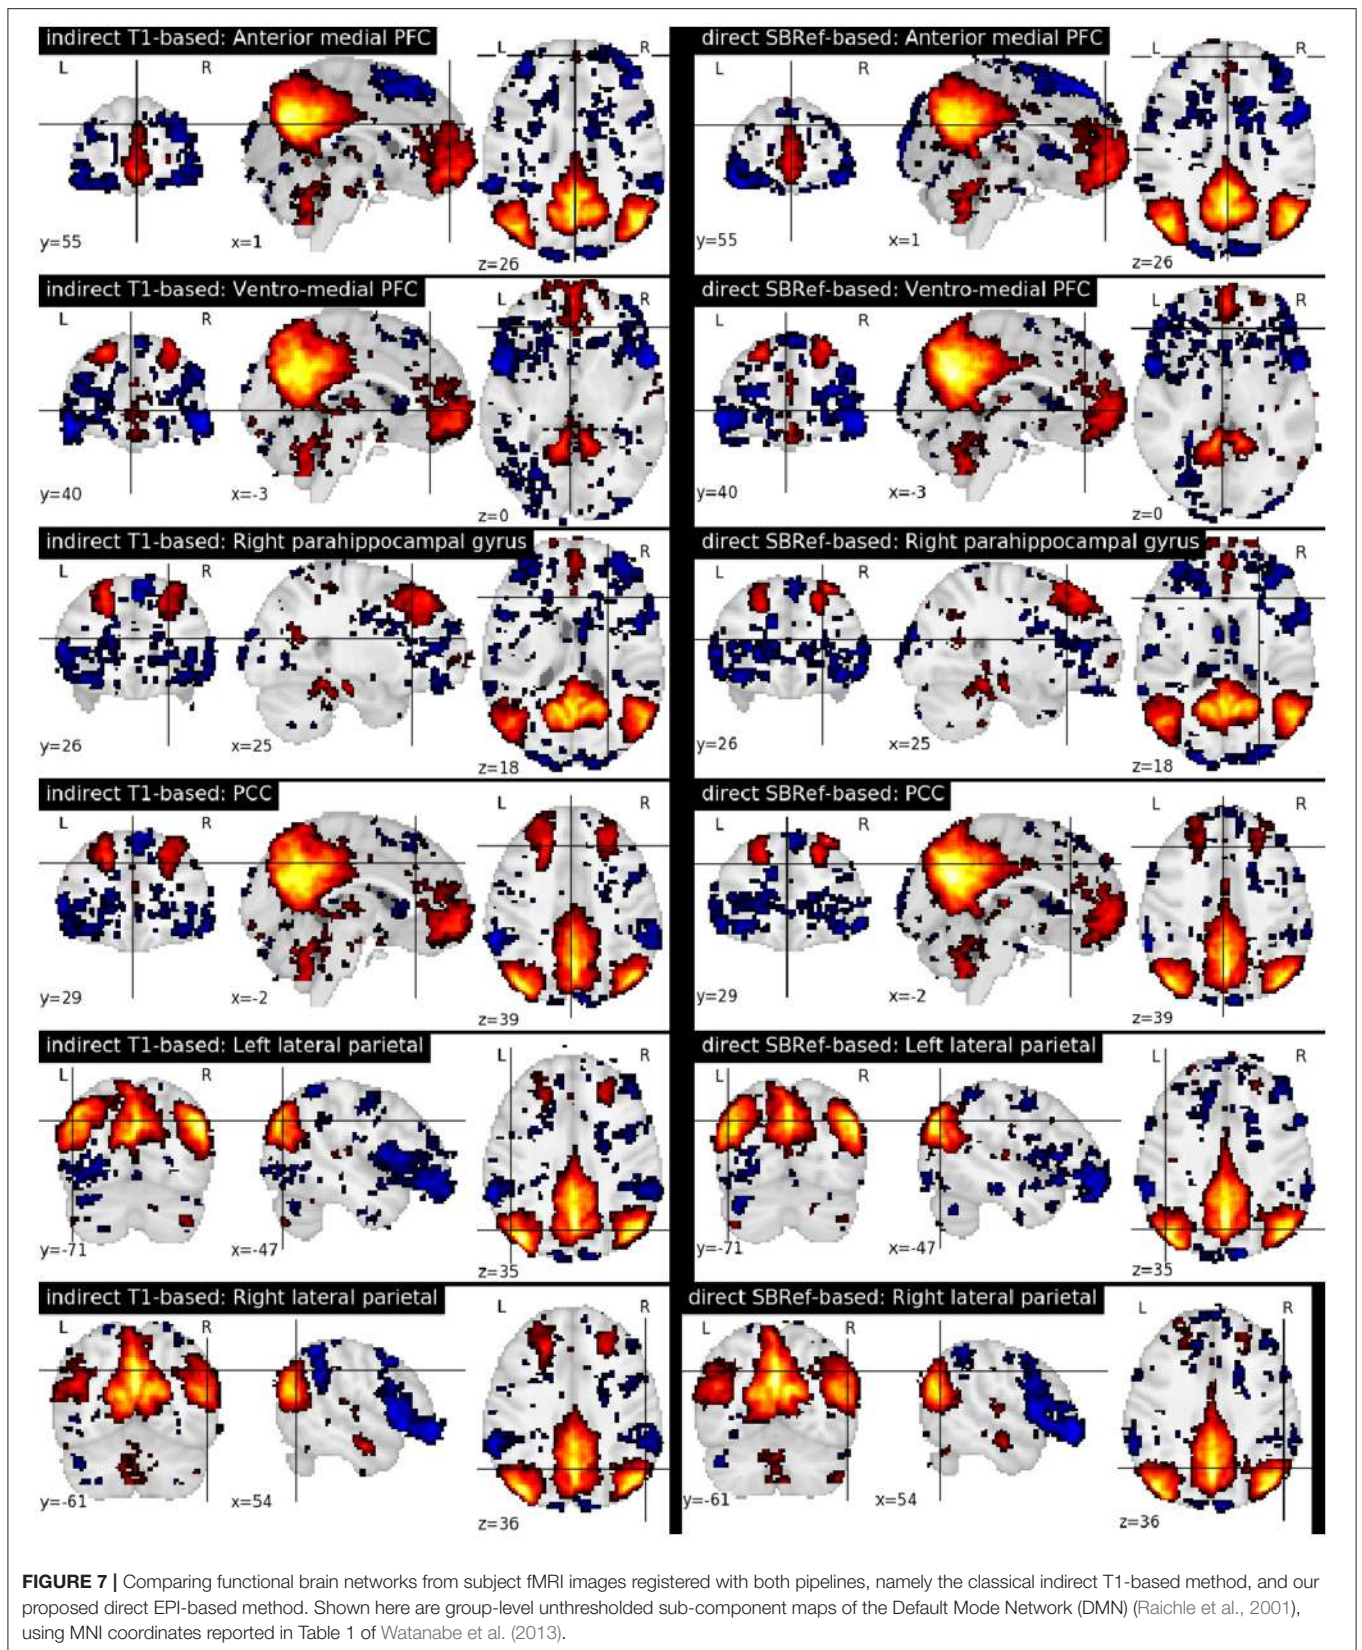 indirect T1-based: Anterior medial PFC
L R L R
y=55 x=1 z=26
direct SBRef-based: Anterior medial PFC
L R L R
y=55 x=1 z=26
indirect T1-based: Ventro-medial PFC
L R L R
y=40 x=-3 z=0
direct SBRef-based: Ventro-medial PFC
L R L R
y=40 x=-3 z=0
indirect T1-based: Right parahippocampal gyrus
L R R
y=26 x=25 z=18
direct SBRef-based: Right parahippocampal gyrus
L R R
y=26 x=25 z=18
indirect T1-based: PCC
L R L R
y=29 x=-2 z=39
direct SBRef-based: PCC
L R L R
y=29 x=-2 z=39
indirect T1-based: Left lateral parietal
L R L R
y=-71 x=-47 z=35
direct SBRef-based: Left lateral parietal
L R L R
y=-71 x=-47 z=35
indirect T1-based: Right lateral parietal
L R L R
y=-61 x=54 z=36
direct SBRef-based: Right lateral parietal
L R L R
y=-61 x=54 z=36
FIGURE 7 | Comparing functional brain networks from subject fMRI images registered with both pipelines, namely the classical indirect T1-based method, and our
proposed direct EPI-based method. Shown here are group-level unthresholded sub-component maps of the Default Mode Network (DMN) (Raichle et al., 2001),
using MNI coordinates reported in Table 1 of Watanabe et al. (2013).